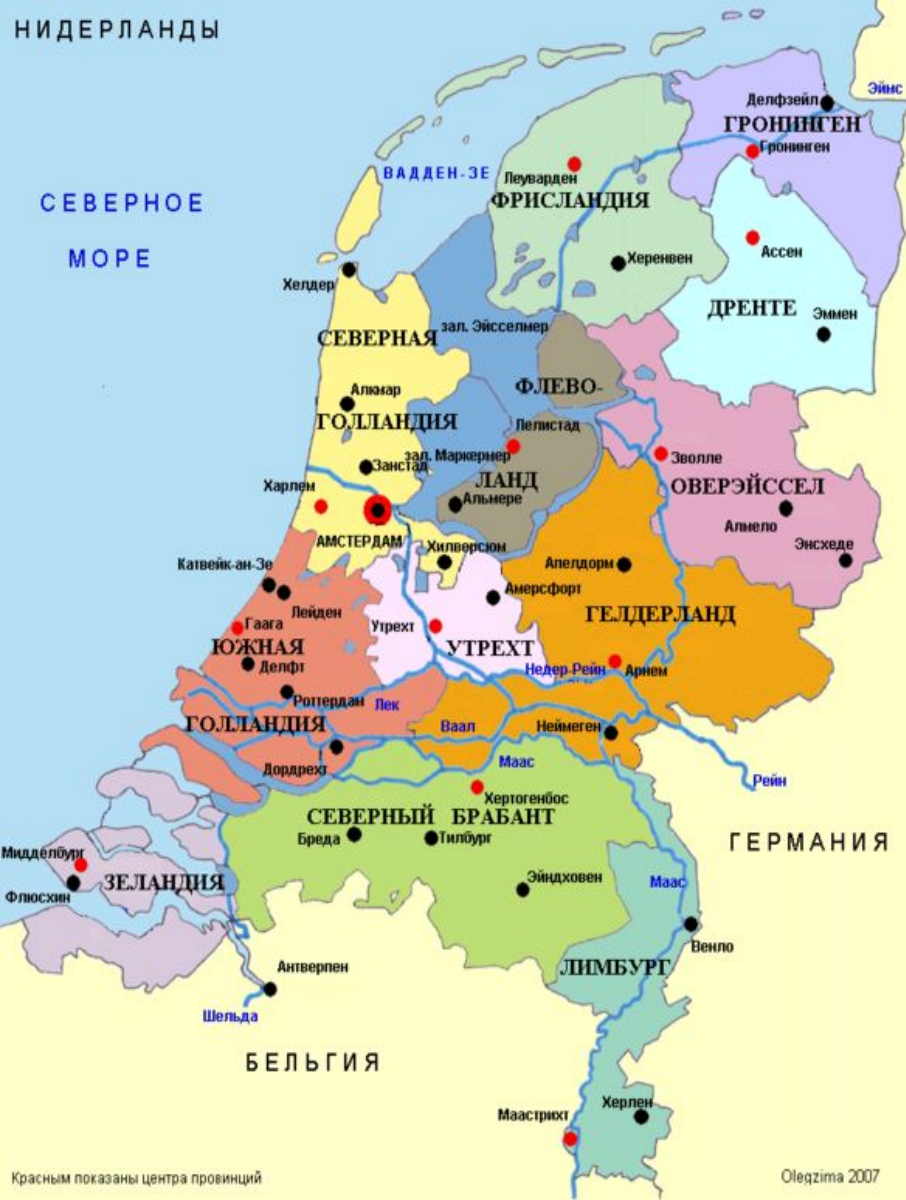 НИДЕРЛАНДЫ
Эймс
Делфзейл
ГРОНИНГЕН
Гронинген
ВАДДЕН-ЗЕ
Леуварден
ФРИСЛАНДИЯ
СЕВЕРНОЕ
МОРЕ
Ассен
Херенвен
Хелдер
ДРЕНТЕ
Эммен
зал. Эйсселмер
СЕВЕРНАЯ
ФЛЕВО-
Алкмар
ГОЛЛАНДИЯ
Лелистад
зал. Маркермер
Занстад
Зволле
ЛАНД
Харлем
ОВЕРЭЙССЕЛ
Альмере
Алмело
АМСТЕРДАМ
Хилверсюм
Энсхеде
Катвейк-ан-Зе
Апелдорм
Амерсфорт
Лейден
ГЕЛДЕРЛАНД
Гаага
Утрехт
ЮЖНАЯ
УТРЕХТ
Делфт
Недер Рейн
Арнем
Роттердан
Лек
ГОЛЛАНДИЯ
Ваал
Неймеген
Маас
Дордрехт
Рейн
Хертогенбос
СЕВЕРНЫЙ БРАБАНТ
Бреда
Тилбург
ГЕРМАНИЯ
Мидделбург
Эйндховен
ЗЕЛАНДИЯ
Маас
Флюсхин
Венло
Антверпен
ЛИМБУРГ
Шельда
БЕЛЬГИЯ
Херлен
Маастрихт
Красным показаны центра провинций
Olegzima 2007